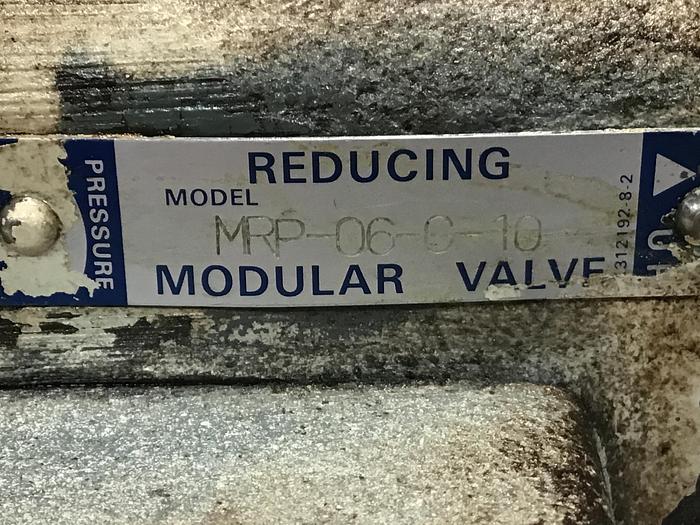 PRESSURE
REDUCING
MODEL
MRP-06-C-10
MODULAR VALVE
312192-8-2